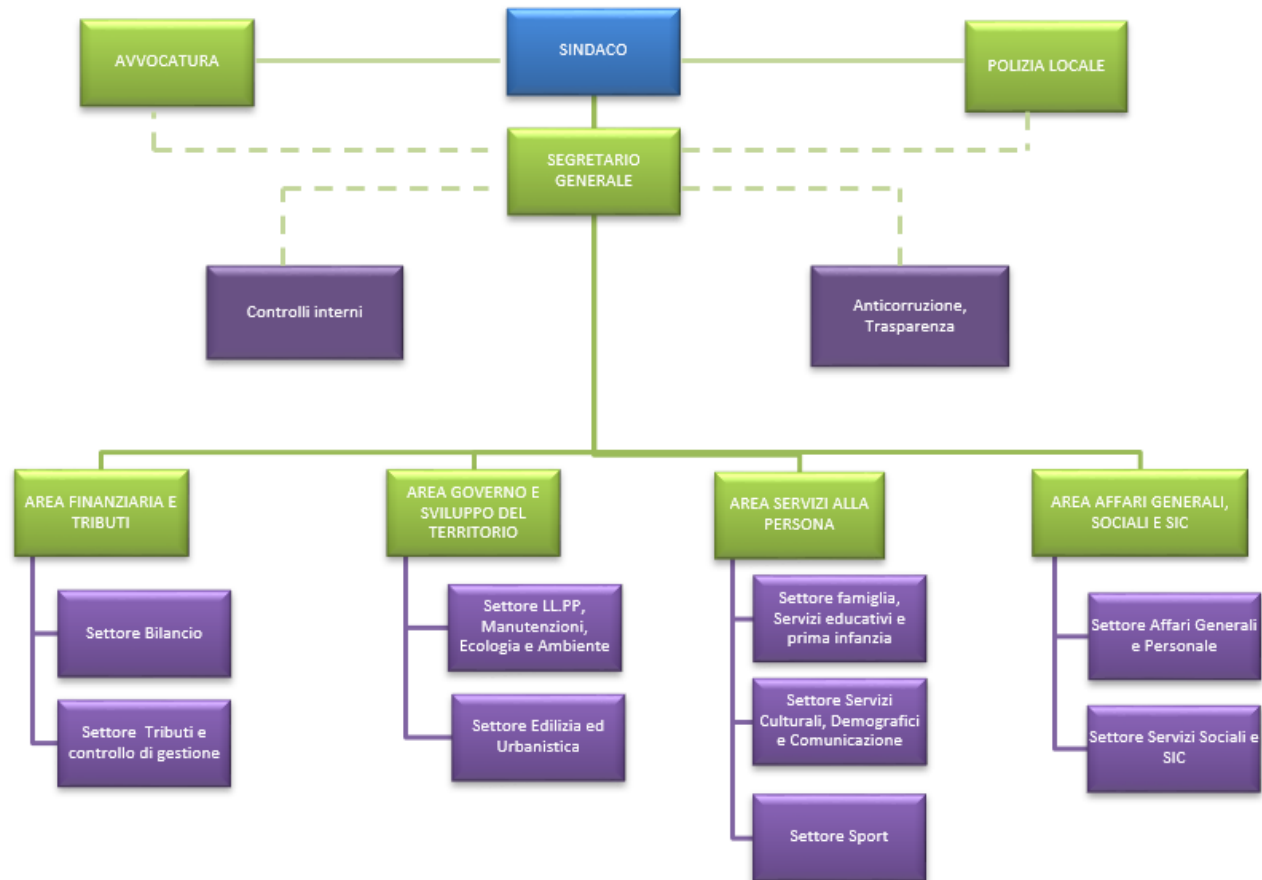 AVVOCATURA
SINDACO
POLIZIA LOCALE
SEGRETARIO
GENERALE
Controlli interni
Anticorruzione,
Trasparenza
AREA FINANZIARIA E
TRIBUTI
AREA GOVERNO E
SVILUPPO DEL
TERRITORIO
AREA SERVIZI ALLA
PERSONA
AREA AFFARI GENERALI,
SOCIALI E SIC
Settore Bilancio
Settore Tributi e
controllo di gestione
Settore LL.PP,
Manutenzioni,
Ecologia e Ambiente
Settore Edilizia ed
Urbanistica
Settore famiglia,
Servizi educativi e
prima infanzia
Settore Servizi
Culturali, Demografici
e Comunicazione
Settore Sport
Settore Affari Generali
e Personale
Settore Servizi Sociali e
SIC